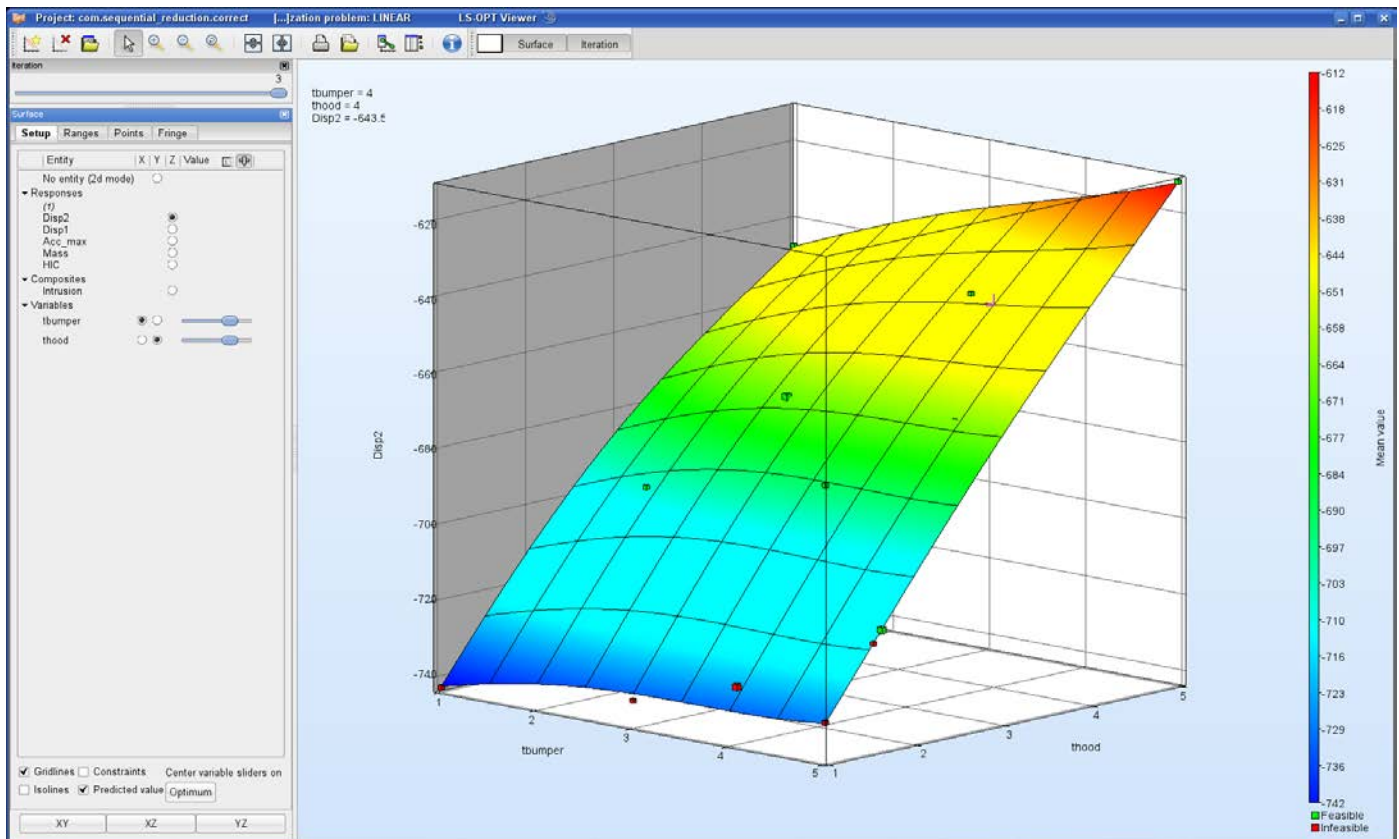 Project: com.sequential_reduction.correct [...]zation problem: LINEAR LS-OPT Viewer
Surface Iteration
Iteration
3
Surface
Setup Ranges Points Fringe
Entity X Y Z Value
No entity (2d mode)
Responses
(1)
Disp2
Disp1
Acc_max
Mass
HIC
Composites
Intrusion
Variables
tbumper
thood
Gridlines Constraints Center variable sliders on
Isolines Predicted value Optimum
XY XZ YZ
tbumper = 4
thood = 4
Disp2 = -643.5
-620
-640
-660
-680
-700
-720
-740
Disp2
1
2
3
4
5
tbumper
1
2
3
4
5
thood
-612
-618
-625
-631
-638
-644
-651
-658
-664
-671
-677
-684
-690
-697
-703
-710
-716
-723
-729
-736
-742
Mean value
Feasible
Infeasible